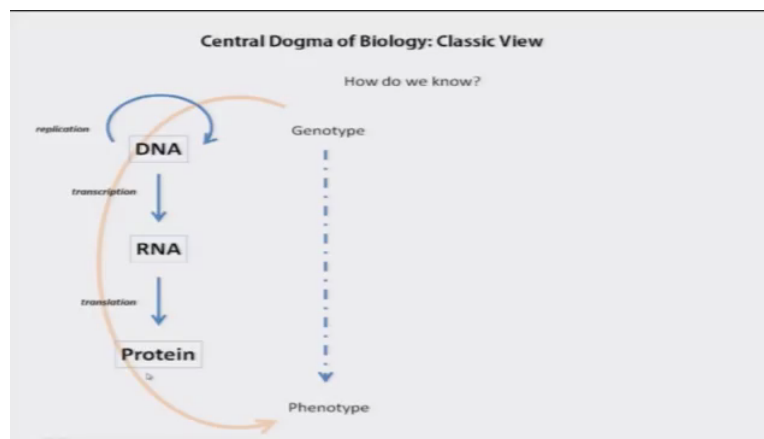 Central Dogma of Biology: Classic View
How do we know?
replication
Genotype
DNA
transcription
RNA
translation
Protein
Phenotype